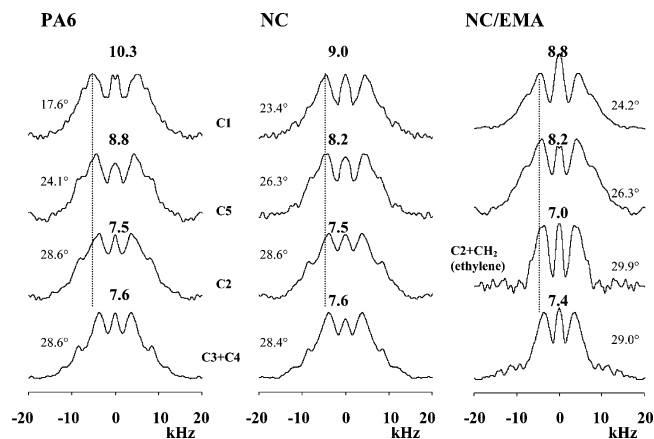 PA6 NC NC/EMA
10.3 9.0 8.8
17.6° 23.4° 24.2°
C1
8.8 8.2 8.2
24.1° 26.3° 26.3°
C5
7.5 7.5 7.0
28.6° 28.6° C2+CH2 29.9°
C2 (ethylene)
7.6 7.6 7.4
28.6° 28.4° 29.0°
C3+C4
-20 -10 0 10 20 -20 -10 0 10 20 -20 -10 0 10 20
kHz kHz kHz